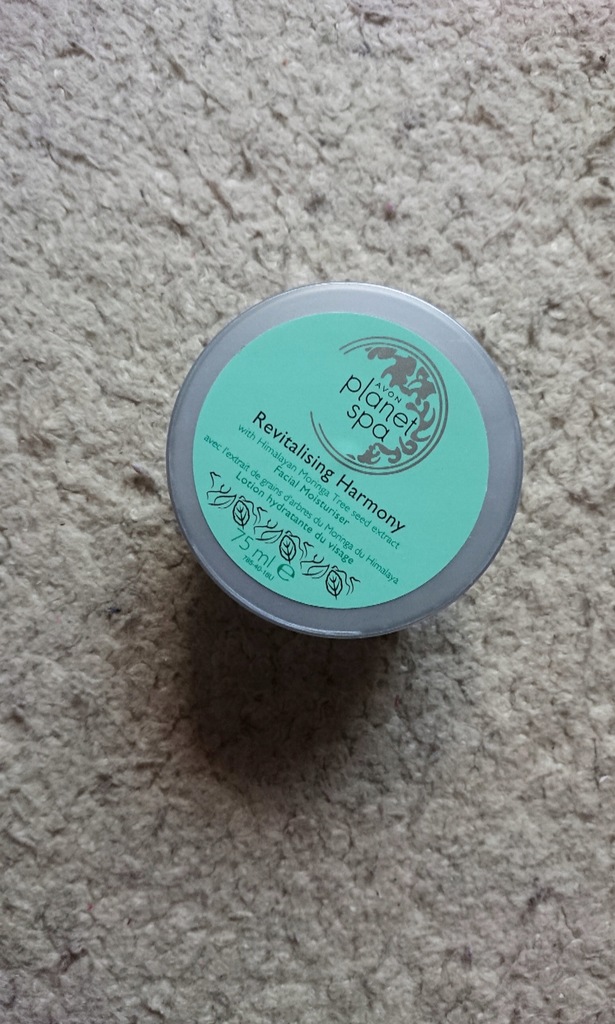 AVON
planet
spa
Revitalising Harmony
with Himalayan Moringa Tree seed extract
Facial Moisturiser
avec l'extrait de grains d'arbres du Moringa du Himalaya
Lotion hydratante du visage
75 ml e